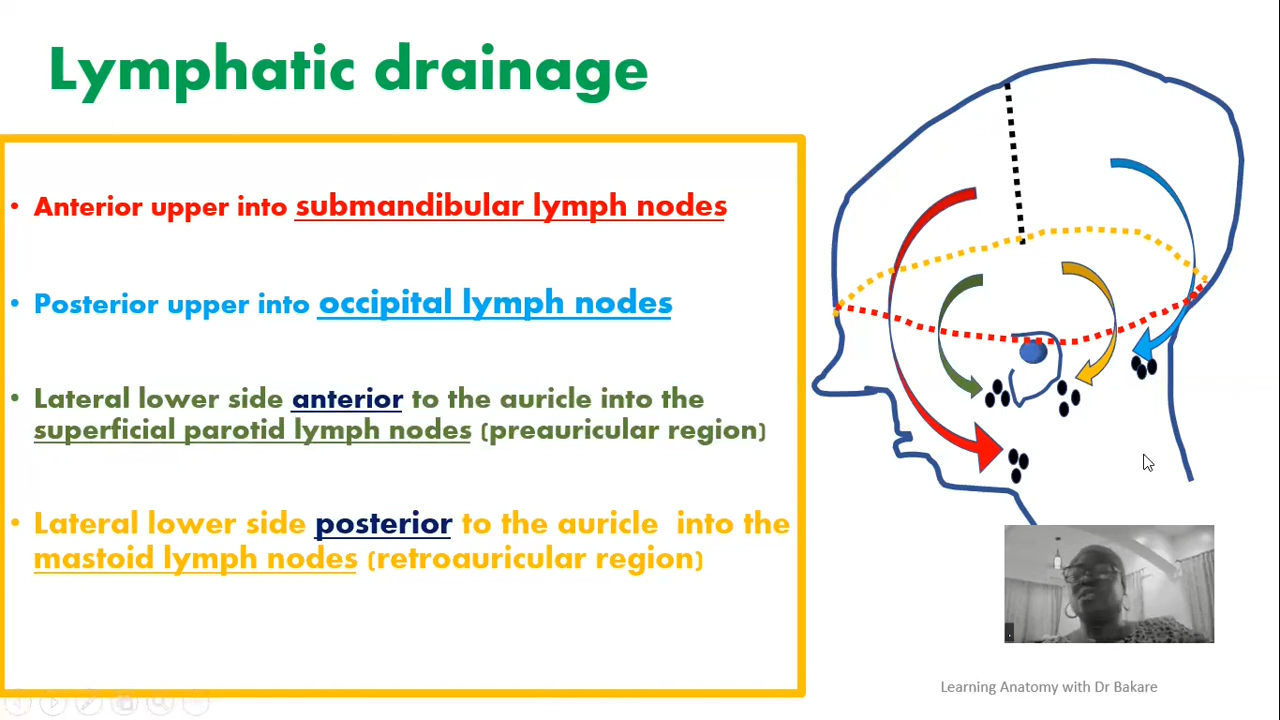 Lymphatic drainage
• Anterior upper into submandibular lymph nodes
• Posterior upper into occipital lymph nodes
• Lateral lower side anterior to the auricle into the
superficial parotid lymph nodes (preauricular region)
• Lateral lower side posterior to the auricle into the
mastoid lymph nodes (retroauricular region)
Learning Anatomy with Dr Bakare